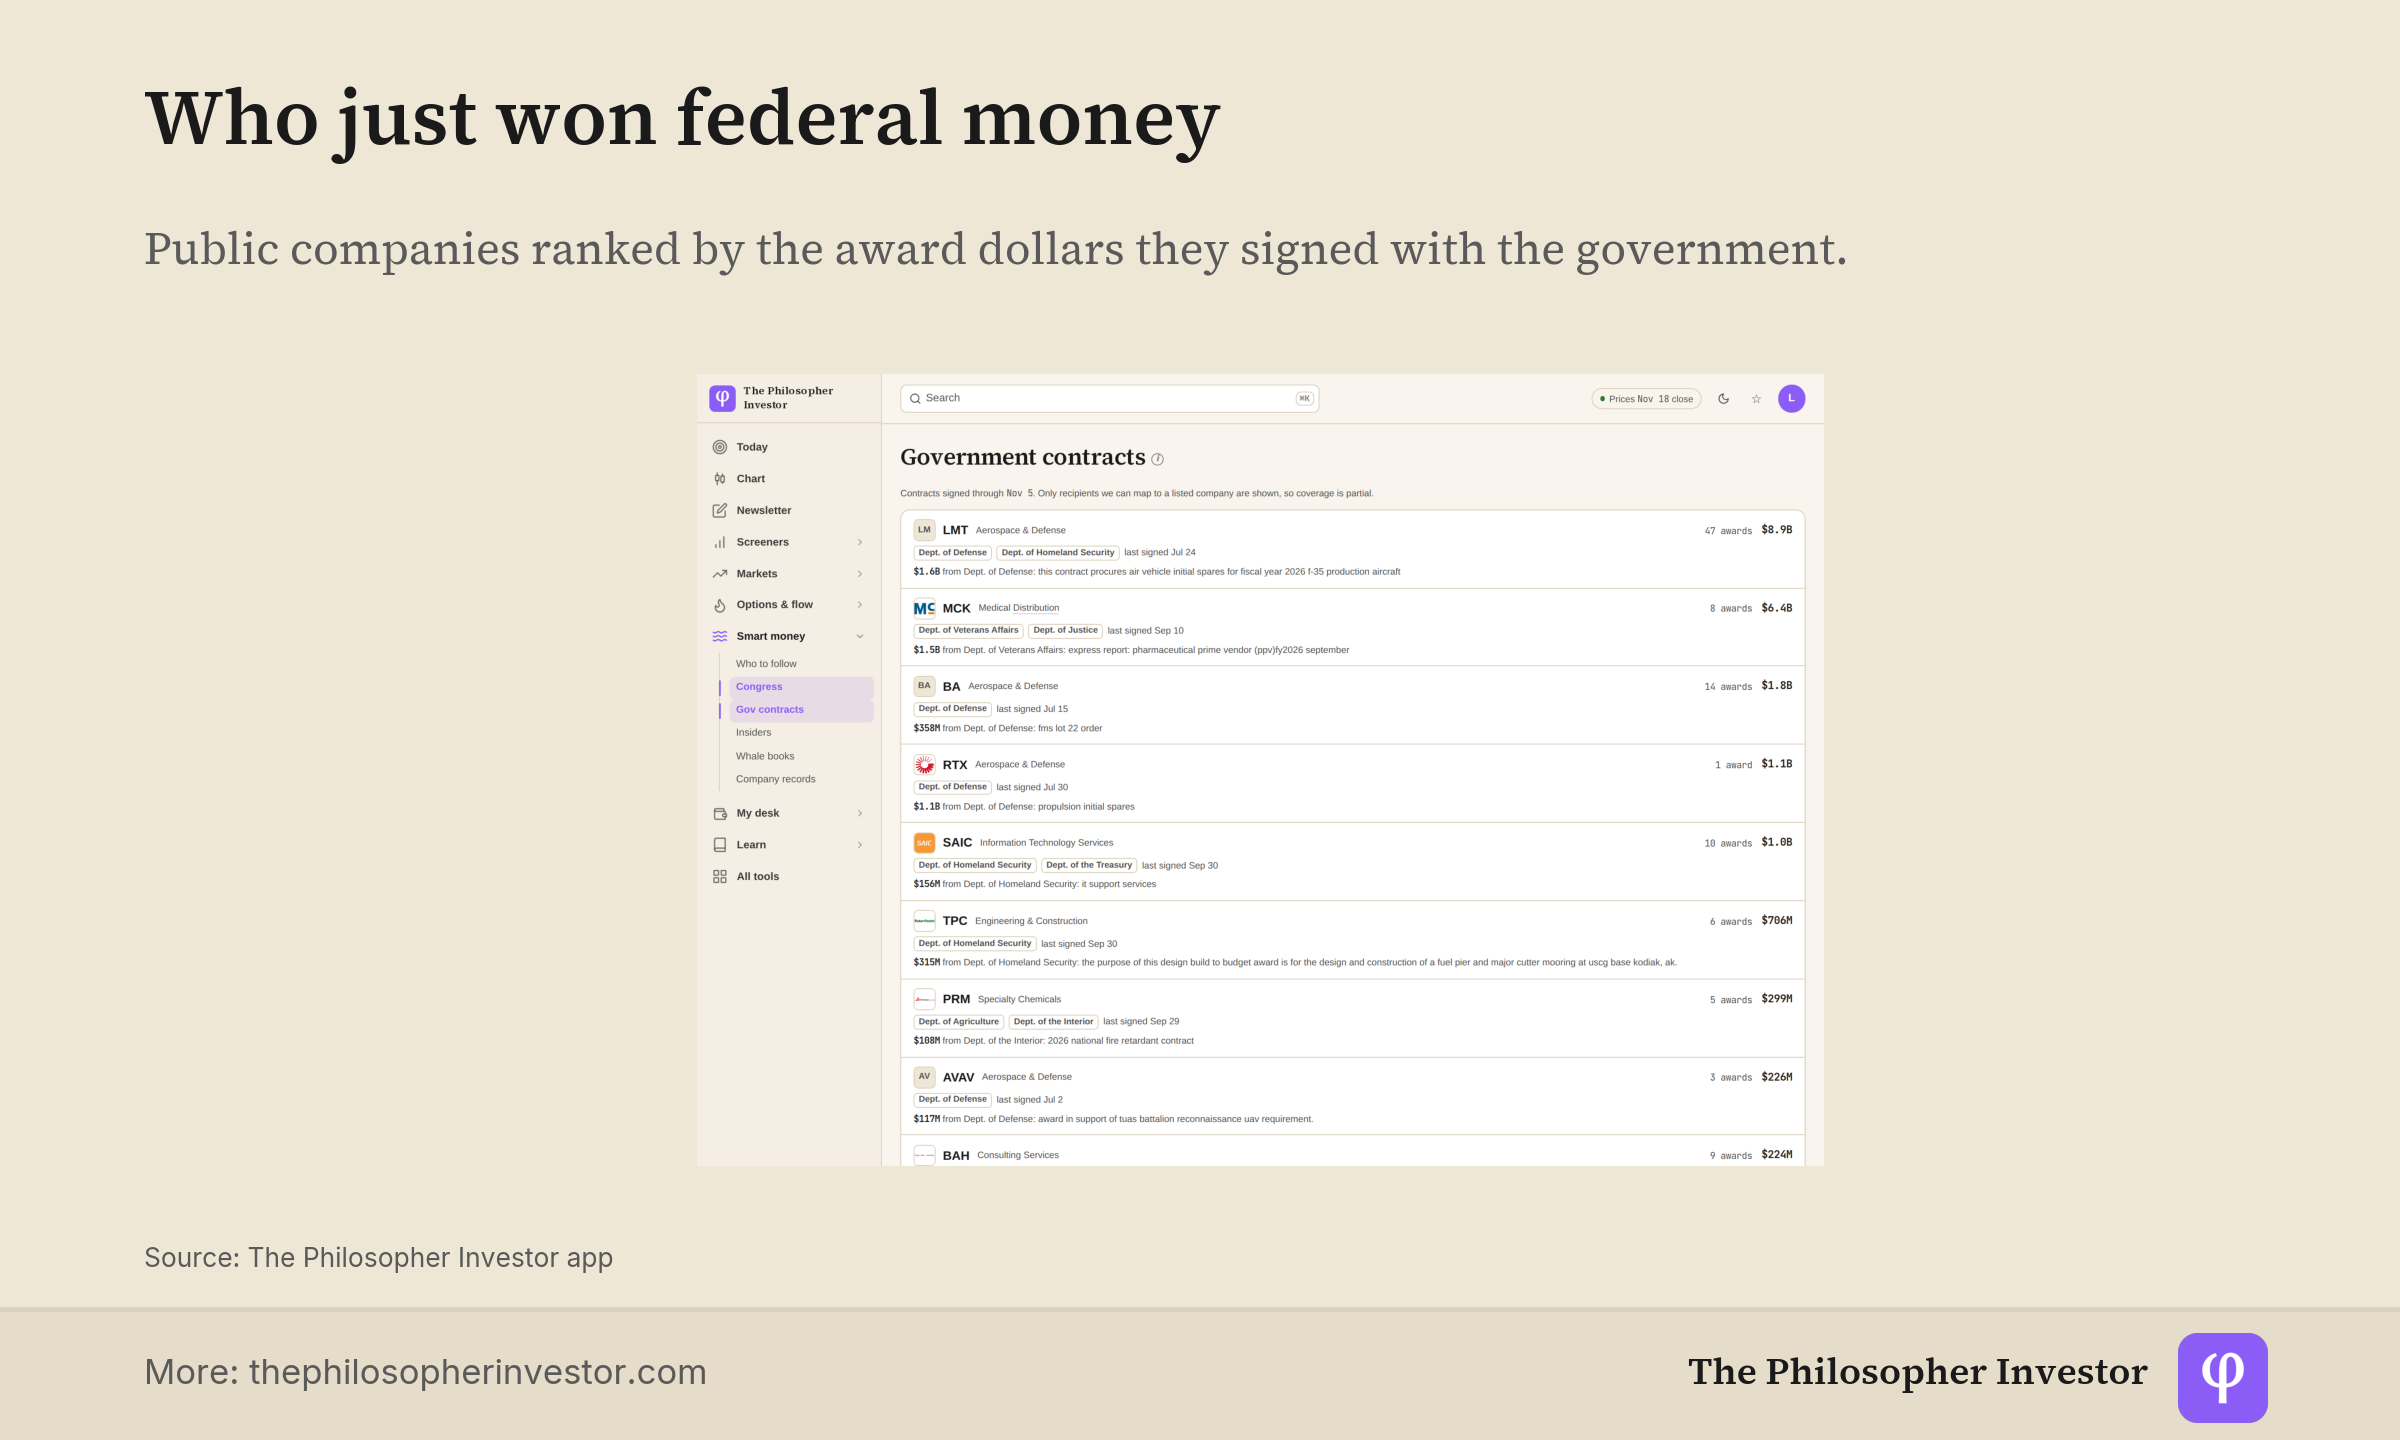 Who just won federal money
Public companies ranked by the award dollars they signed with the government.
φ
The Philosopher
Investor
Search
⌘K
Prices Nov 18 close
L
Today
Chart
Newsletter
Screeners
Markets
Options & flow
Smart money
Who to follow
Congress
Gov contracts
Insiders
Whale books
Company records
My desk
Learn
All tools
Government contracts
Contracts signed through Nov 5. Only recipients we can map to a listed company are shown, so coverage is partial.
LM LMT Aerospace & Defense 47 awards $8.9B
Dept. of Defense Dept. of Homeland Security last signed Jul 24
$1.6B from Dept. of Defense: this contract procures air vehicle initial spares for fiscal year 2026 f-35 production aircraft
MC MCK Medical Distribution 8 awards $6.4B
Dept. of Veterans Affairs Dept. of Justice last signed Sep 10
$1.5B from Dept. of Veterans Affairs: express report: pharmaceutical prime vendor (ppv)fy2026 september
BA BA Aerospace & Defense 14 awards $1.8B
Dept. of Defense last signed Jul 15
$358M from Dept. of Defense: fms lot 22 order
RTX Aerospace & Defense 1 award $1.1B
Dept. of Defense last signed Jul 30
$1.1B from Dept. of Defense: propulsion initial spares
SAIC SAIC Information Technology Services 10 awards $1.0B
Dept. of Homeland Security Dept. of the Treasury last signed Sep 30
$156M from Dept. of Homeland Security: it support services
TPC Engineering & Construction 6 awards $706M
Dept. of Homeland Security last signed Sep 30
$315M from Dept. of Homeland Security: the purpose of this design build to budget award is for the design and construction of a fuel pier and major cutter mooring at uscg base kodiak, ak.
PRM Specialty Chemicals 5 awards $299M
Dept. of Agriculture Dept. of the Interior last signed Sep 29
$108M from Dept. of the Interior: 2026 national fire retardant contract
AV AVAV Aerospace & Defense 3 awards $226M
Dept. of Defense last signed Jul 2
$117M from Dept. of Defense: award in support of tuas battalion reconnaissance uav requirement.
BAH Consulting Services 9 awards $224M
Source: The Philosopher Investor app
More: thephilosopherinvestor.com
The Philosopher Investor
φ